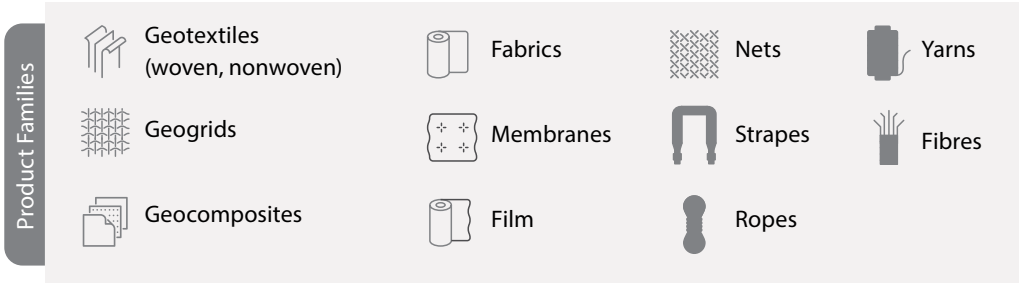 Product Families
Geotextiles
(woven, nonwoven)
Geogrids
Geocomposites
Fabrics
Membranes
Film
Nets
Strapes
Ropes
Yarns
Fibres